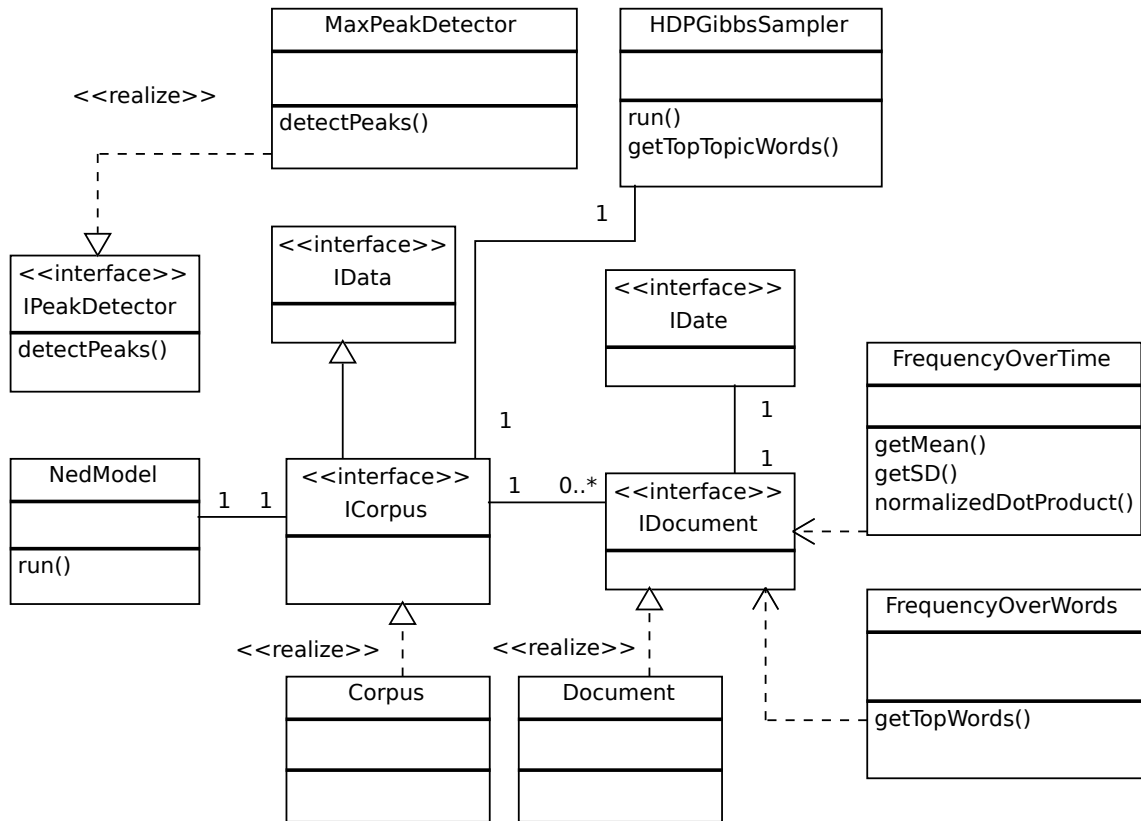 MaxPeakDetector
detectPeaks()
HDPGibbsSampler
run()
getTopTopicWords()
<<realize>>
1
<<interface>>
IPeakDetector
detectPeaks()
<<interface>>
IData
<<interface>>
IDate
FrequencyOverTime
getMean()
getSD()
normalizedDotProduct()
1
1
1
NedModel
run()
1
1
<<interface>>
ICorpus
1
0..*
<<interface>>
IDocument
FrequencyOverWords
getTopWords()
<<realize>>
<<realize>>
Corpus
Document